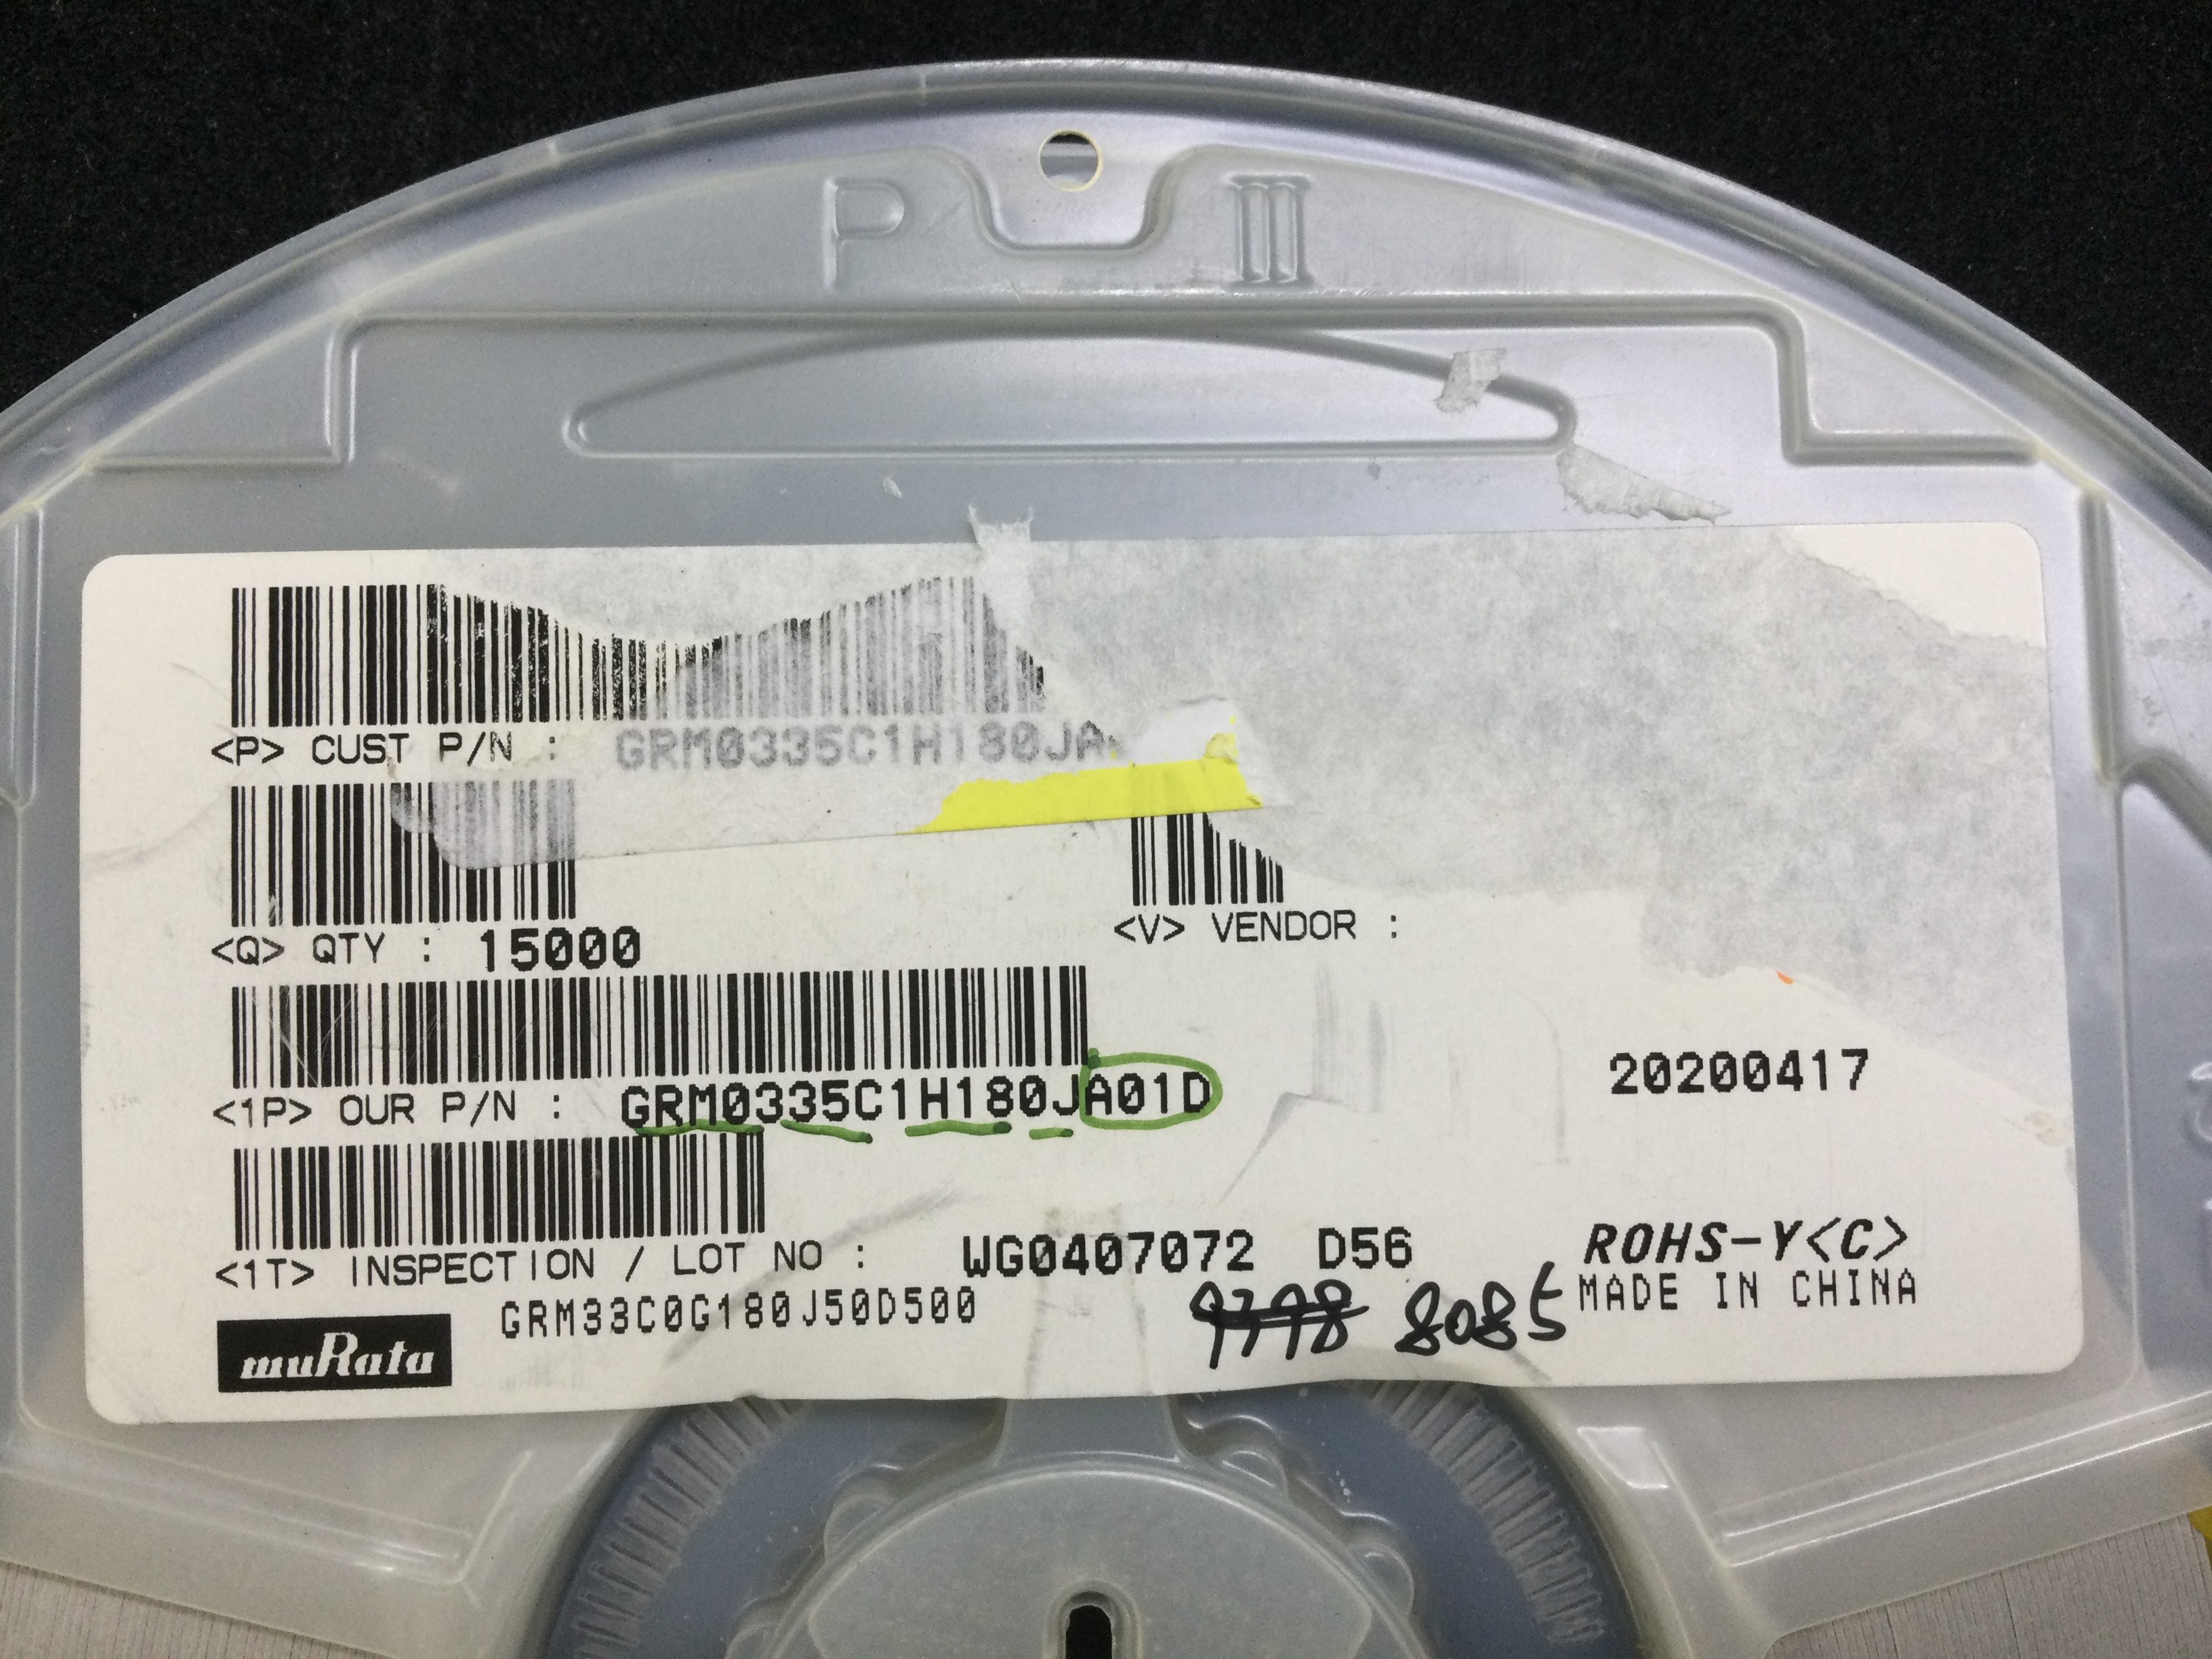 P III
<P> CUST P/N : GRM0335C1H180JA
<Q> QTY : 15000
<V> VENDOR :
<1P> OUR P/N : GRM0335C1H180JA01D
20200417
<1T> INSPECTION / LOT NO : WG0407072 D56
ROHS-Y<C>
MADE IN CHINA
GRM33C0G180J50D500
8085
muRata